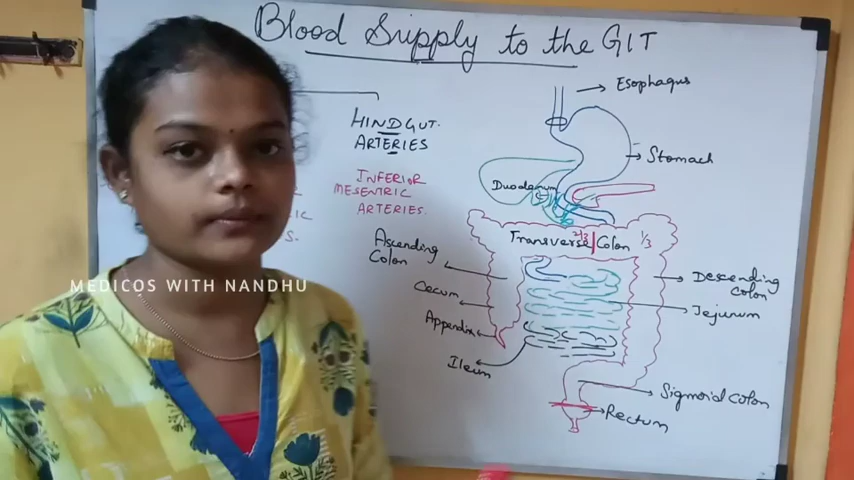 Blood Supply to the GIT
Esophagus
HINDGUT
ARTERIES
Stomach
INFERIOR
MESENTRIC
ARTERIES.
Duodenum
Transverse 2/3 Colon 1/3
Ascending
Colon
Descending
colon
Cecum
Jejunum
Appendix
Ileum
Sigmoid colon
Rectum
MEDICOS WITH NANDHU